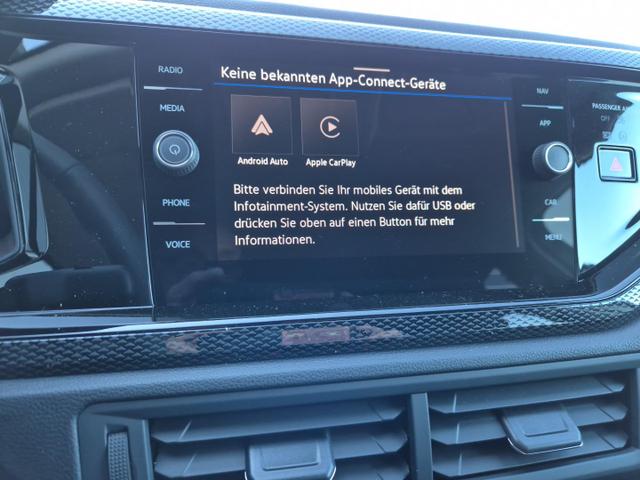 RADIO
MEDIA
PHONE
VOICE
Keine bekannten App-Connect-Geräte
Android Auto
Apple CarPlay
Bitte verbinden Sie Ihr mobiles Gerät mit dem
Infotainment-System. Nutzen Sie dafür USB oder
drücken Sie oben auf einen Button für mehr
Informationen.
NAV
APP
CAR
MENU
PASSENGER
OFF